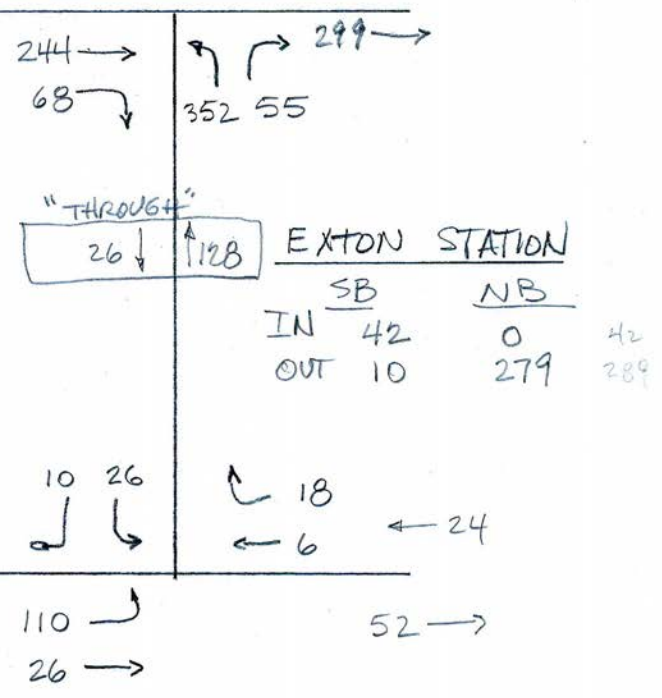 244 → 299 →
68 352 55
"THROUGH"
26 ↓ ↑ 128 EXTON STATION
SB NB
IN 42 0 42
OUT 10 279 289
10 26 18
← 6 ← 24
110 52 →
26 →